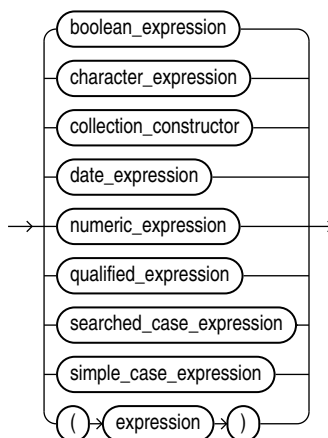 boolean_expression
character_expression
collection_constructor
date_expression
numeric_expression
qualified_expression
searched_case_expression
simple_case_expression
( expression )